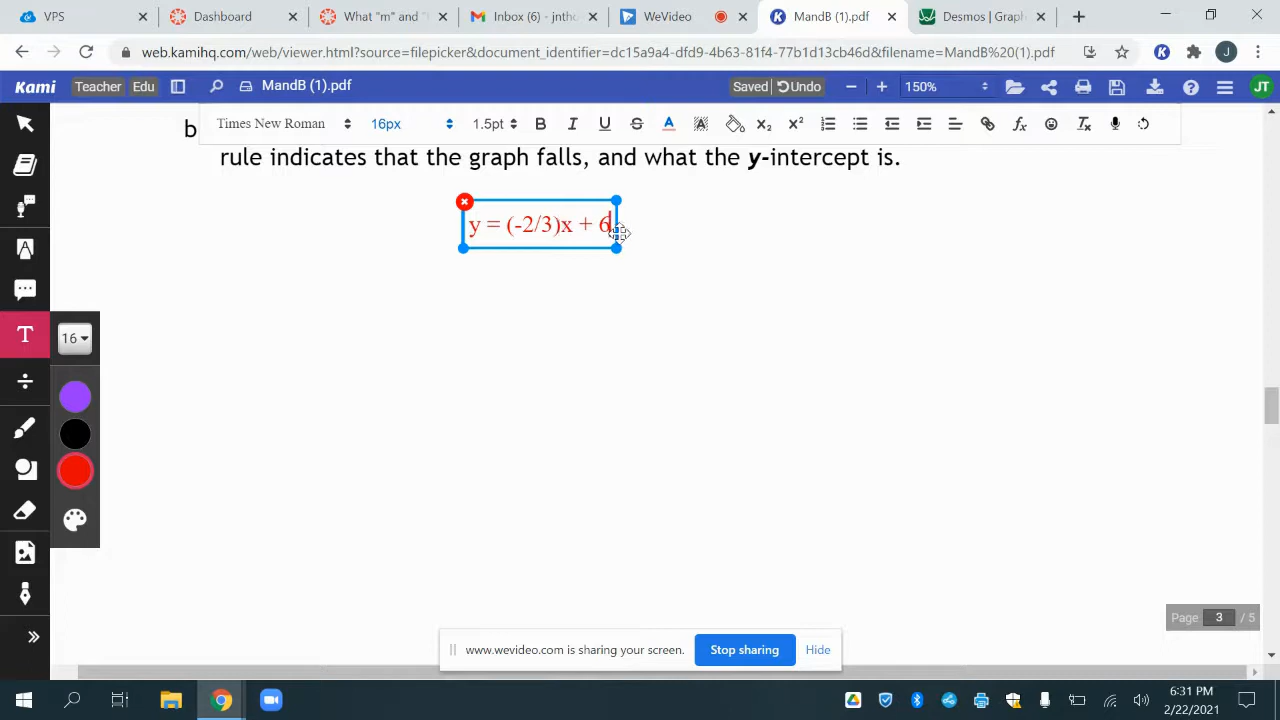 VPS
Dashboard
What "m" and "
Inbox (6) - jntho
WeVideo
MandB (1).pdf
Desmos | Graph
web.kamihq.com/web/viewer.html?source=filepicker&document_identifier=dc15a9a4-dfd9-4b63-81f4-77b1d13cb46d&filename=MandB%20(1).pdf
J
Kami Teacher Edu MandB (1).pdf Saved Undo 150% JT
b Times New Roman 16px 1.5pt B I U S A
rule indicates that the graph falls, and what the y-intercept is.
y = (-2/3)x + 6
T 16
Page 3 / 5
www.wevideo.com is sharing your screen. Stop sharing Hide
6:31 PM
2/22/2021